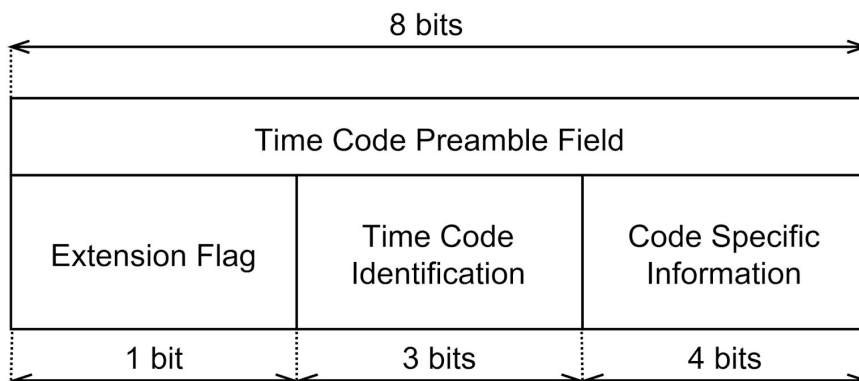 8 bits
Time Code Preamble Field
Extension Flag
Time Code
Identification
Code Specific
Information
1 bit
3 bits
4 bits